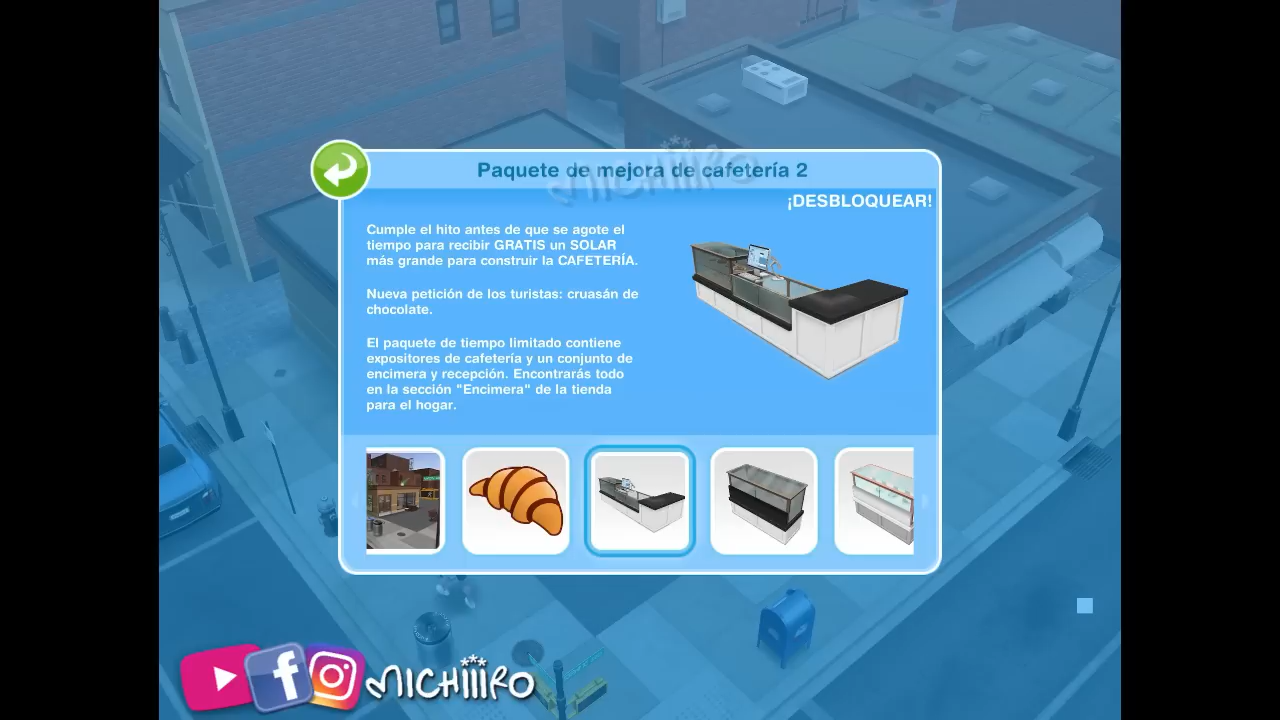 Paquete de mejora de cafetería 2
MICHIIIRO
¡DESBLOQUEAR!
Cumple el hito antes de que se agote el
tiempo para recibir GRATIS un SOLAR
más grande para construir la CAFETERÍA.
Nueva petición de los turistas: cruasán de
chocolate.
El paquete de tiempo limitado contiene
expositores de cafetería y un conjunto de
encimera y recepción. Encontrarás todo
en la sección "Encimera" de la tienda
para el hogar.
MICHIIIRO